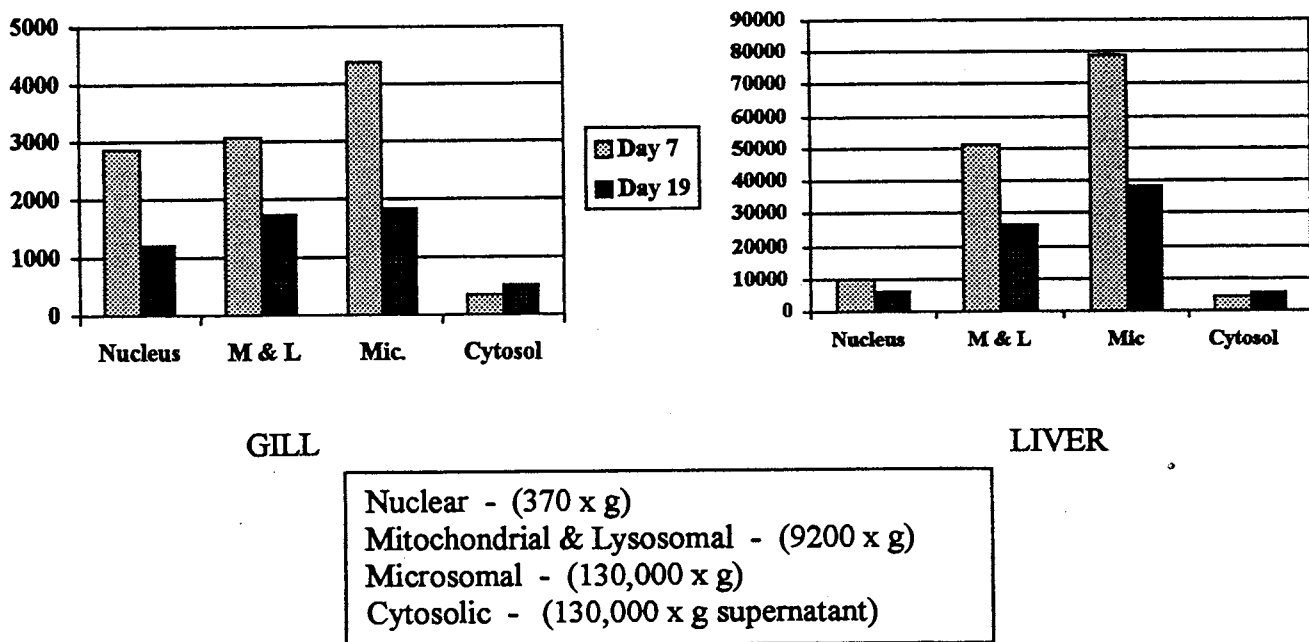 5000
4000
3000
2000
1000
0
Nucleus M & L Mic. Cytosol
Day 7
Day 19
90000
80000
70000
60000
50000
40000
30000
20000
10000
0
Nucleus M & L Mic Cytosol
GILL
LIVER
Nuclear - (370 x g)
Mitochondrial & Lysosomal - (9200 x g)
Microsomal - (130,000 x g)
Cytosolic - (130,000 x g supernatant)